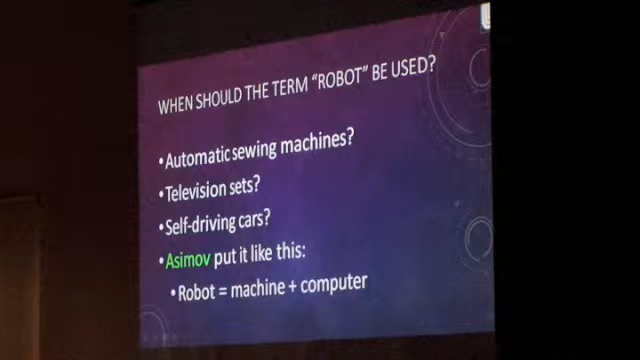 WHEN SHOULD THE TERM “ROBOT” BE USED?
•Automatic sewing machines?
•Television sets?
•Self-driving cars?
•Asimov put it like this:
•Robot = machine + computer